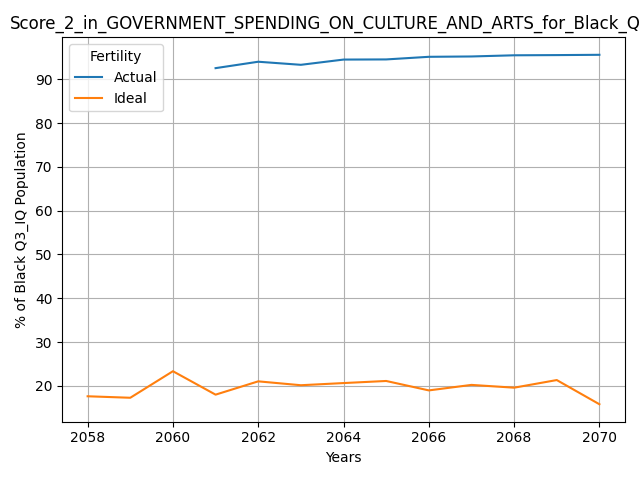 Score_2_in_GOVERNMENT_SPENDING_ON_CULTURE_AND_ARTS_for_Black_Q
Fertility
Actual
Ideal
% of Black Q3_IQ Population
90
80
70
60
50
40
30
20
2058 2060 2062 2064 2066 2068 2070
Years